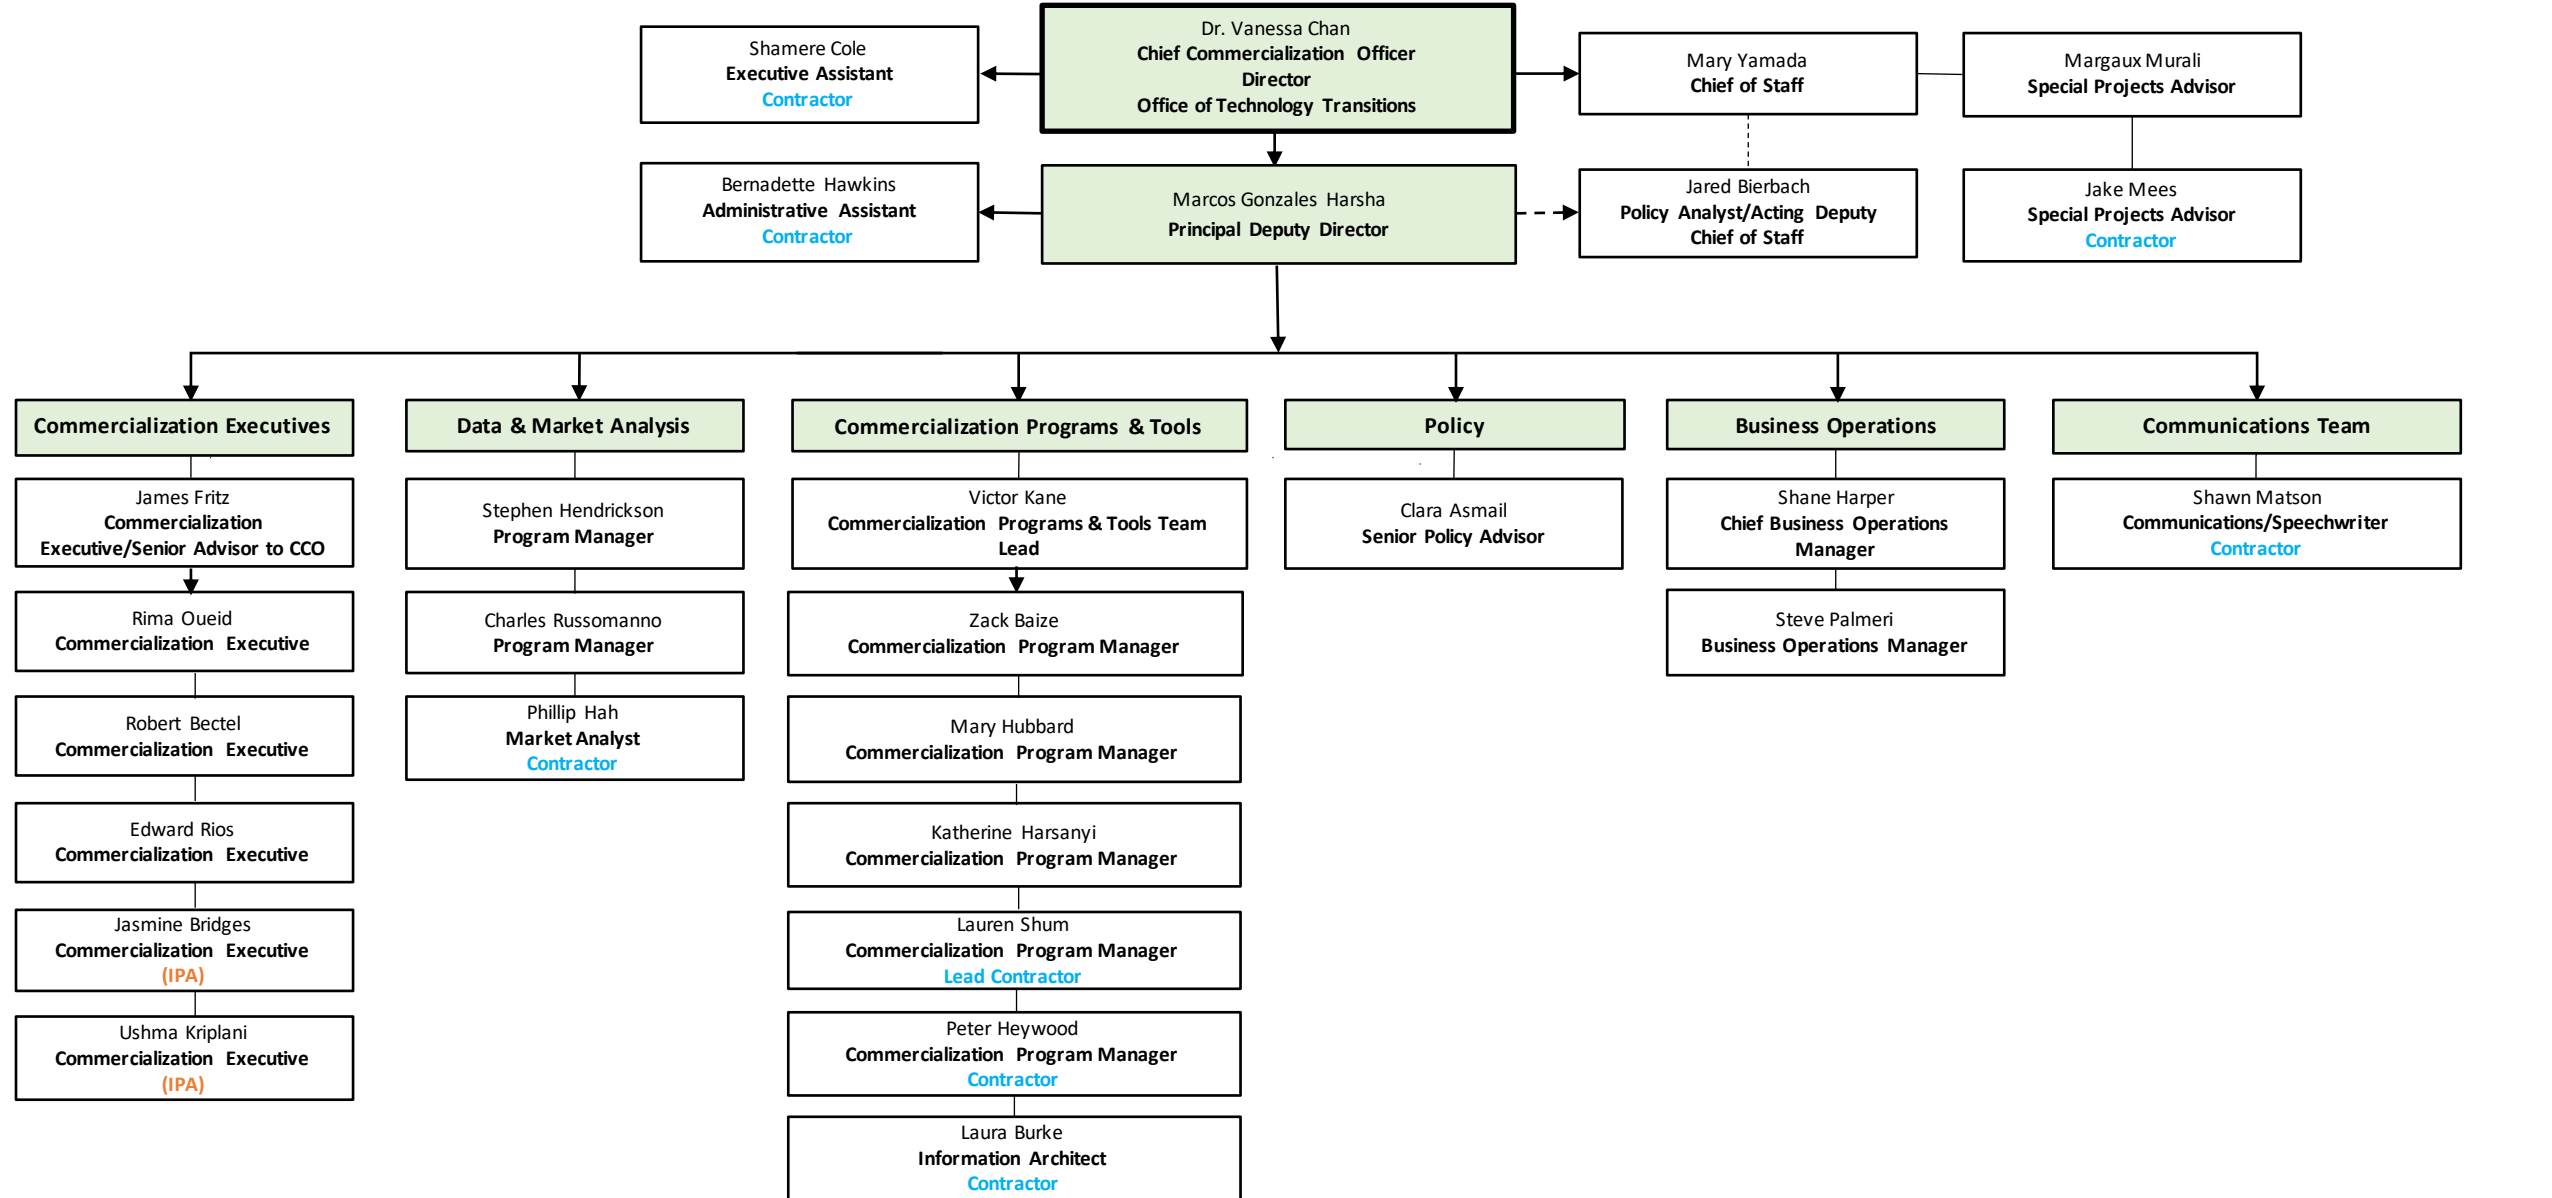 Shamere Cole
Executive Assistant
Contractor
Dr. Vanessa Chan
Chief Commercialization Officer
Director
Office of Technology Transitions
Mary Yamada
Chief of Staff
Margaux Murali
Special Projects Advisor
Bernadette Hawkins
Administrative Assistant
Contractor
Marcos Gonzales Harsha
Principal Deputy Director
Jared Bierbach
Policy Analyst/Acting Deputy
Chief of Staff
Jake Mees
Special Projects Advisor
Contractor
Commercialization Executives
James Fritz
Commercialization
Executive/Senior Advisor to CCO
Rima Oueid
Commercialization Executive
Robert Bectel
Commercialization Executive
Edward Rios
Commercialization Executive
Jasmine Bridges
Commercialization Executive
(IPA)
Ushma Kriplani
Commercialization Executive
(IPA)
Data & Market Analysis
Stephen Hendrickson
Program Manager
Charles Russomanno
Program Manager
Phillip Hah
Market Analyst
Contractor
Commercialization Programs & Tools
Victor Kane
Commercialization Programs & Tools Team
Lead
Zack Baize
Commercialization Program Manager
Mary Hubbard
Commercialization Program Manager
Katherine Harsanyi
Commercialization Program Manager
Lauren Shum
Commercialization Program Manager
Lead Contractor
Peter Heywood
Commercialization Program Manager
Contractor
Laura Burke
Information Architect
Contractor
Policy
Clara Asmail
Senior Policy Advisor
Business Operations
Shane Harper
Chief Business Operations
Manager
Steve Palmeri
Business Operations Manager
Communications Team
Shawn Matson
Communications/Speechwriter
Contractor